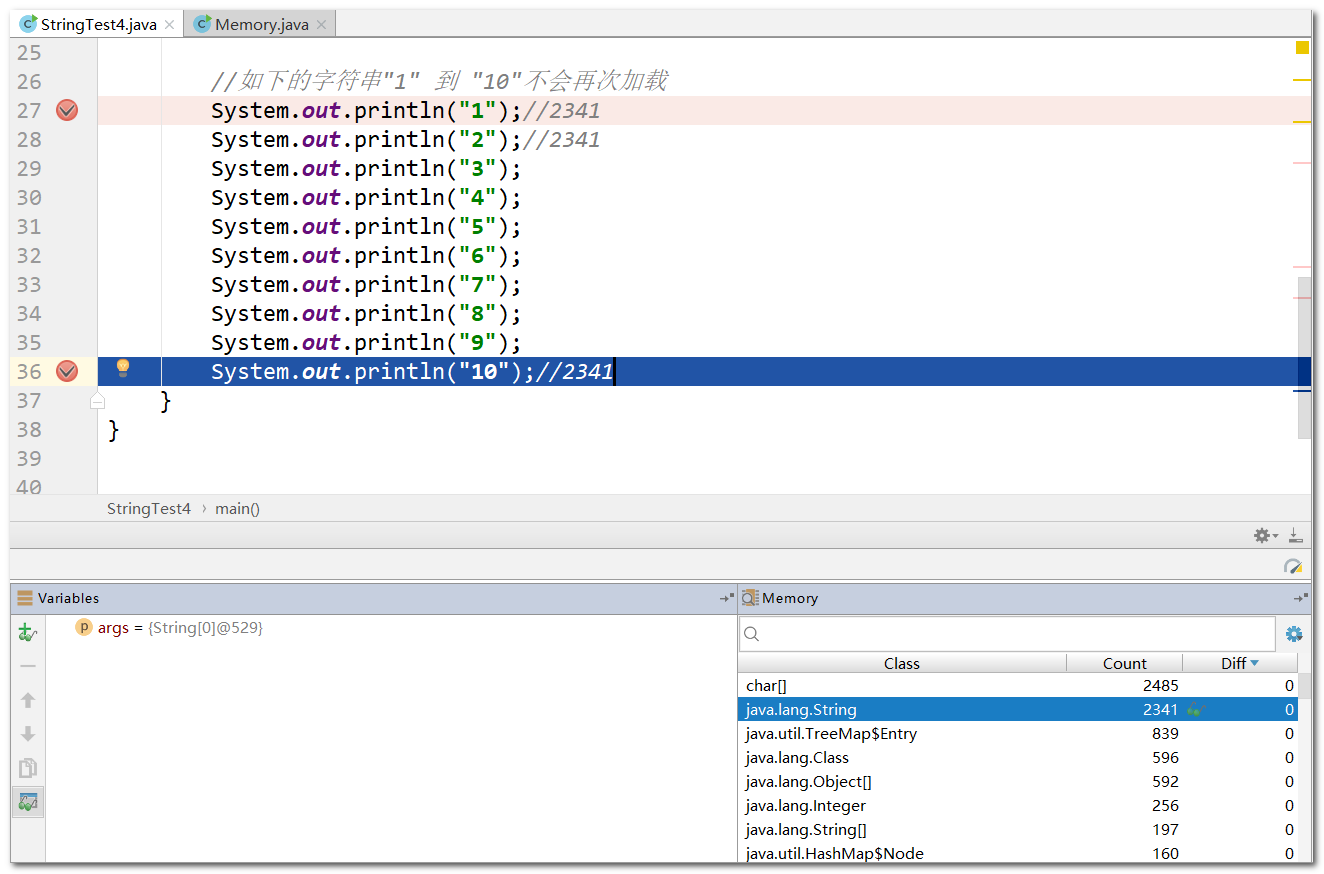 StringTest4.java Memory.java
25
26 //如下的字符串"1" 到 "10"不会再次加载
27 System.out.println("1");//2341
28 System.out.println("2");//2341
29 System.out.println("3");
30 System.out.println("4");
31 System.out.println("5");
32 System.out.println("6");
33 System.out.println("7");
34 System.out.println("8");
35 System.out.println("9");
36 System.out.println("10");//2341
37 }
38 }
39
40
StringTest4 › main()
Variables
p args = {String[0]@529}
Memory
Class Count Diff
char[] 2485 0
java.lang.String 2341 0
java.util.TreeMap$Entry 839 0
java.lang.Class 596 0
java.lang.Object[] 592 0
java.lang.Integer 256 0
java.lang.String[] 197 0
java.util.HashMap$Node 160 0